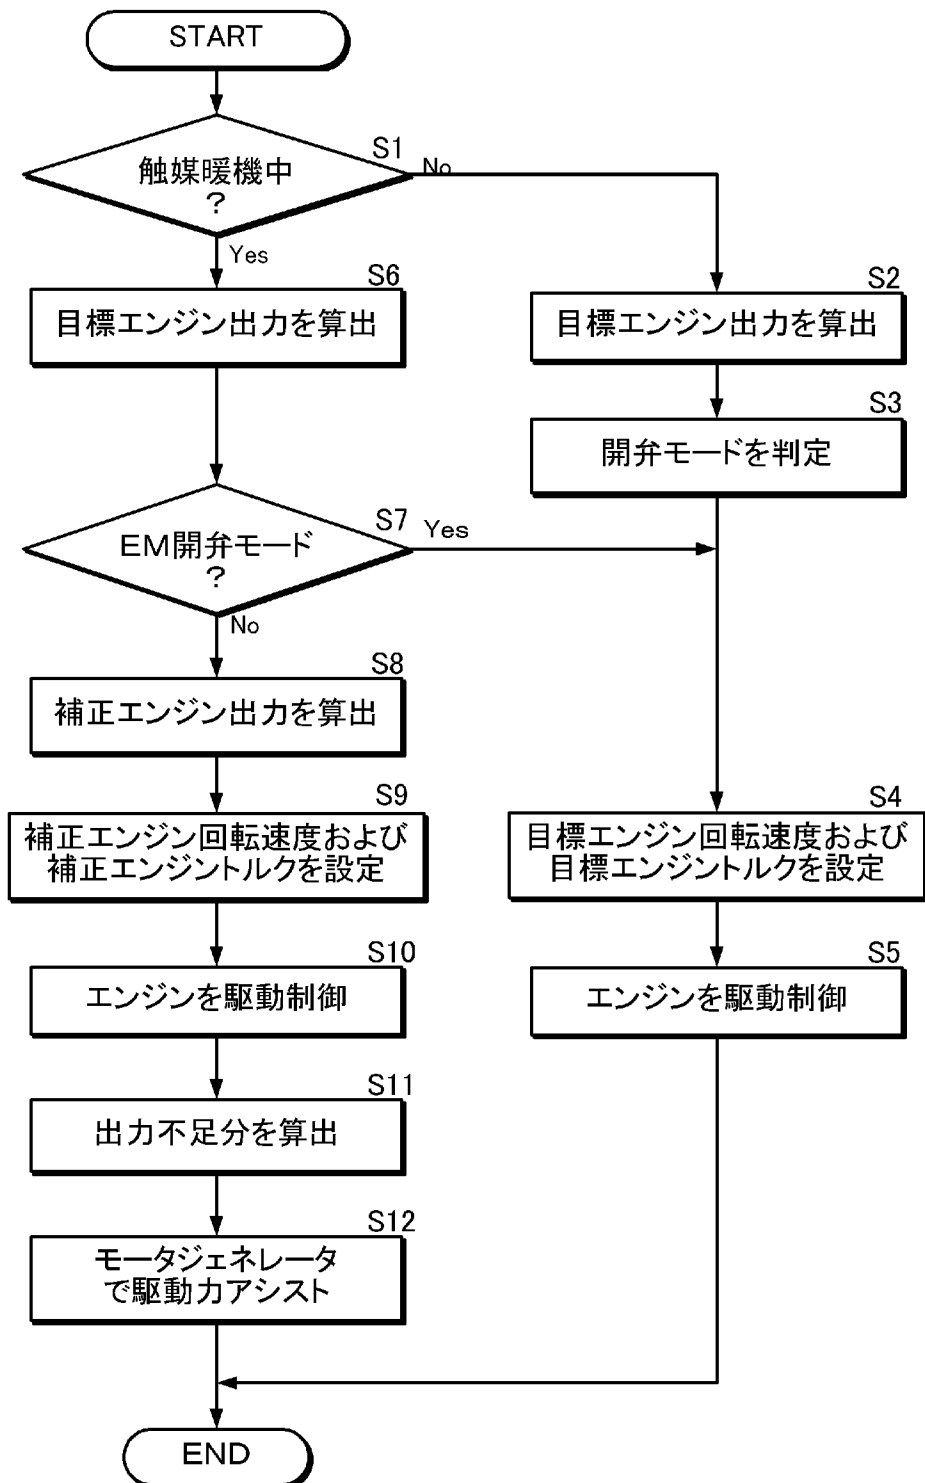 START
S1
触媒暖機中
?
No
Yes
S6
目標エンジン出力を算出
S2
目標エンジン出力を算出
S3
開弁モードを判定
S7
EM開弁モード
?
Yes
No
S8
補正エンジン出力を算出
S9
補正エンジン回転速度および
補正エンジントルクを設定
S4
目標エンジン回転速度および
目標エンジントルクを設定
S10
エンジンを駆動制御
S5
エンジンを駆動制御
S11
出力不足分を算出
S12
モータジェネレータ
で駆動力アシスト
END